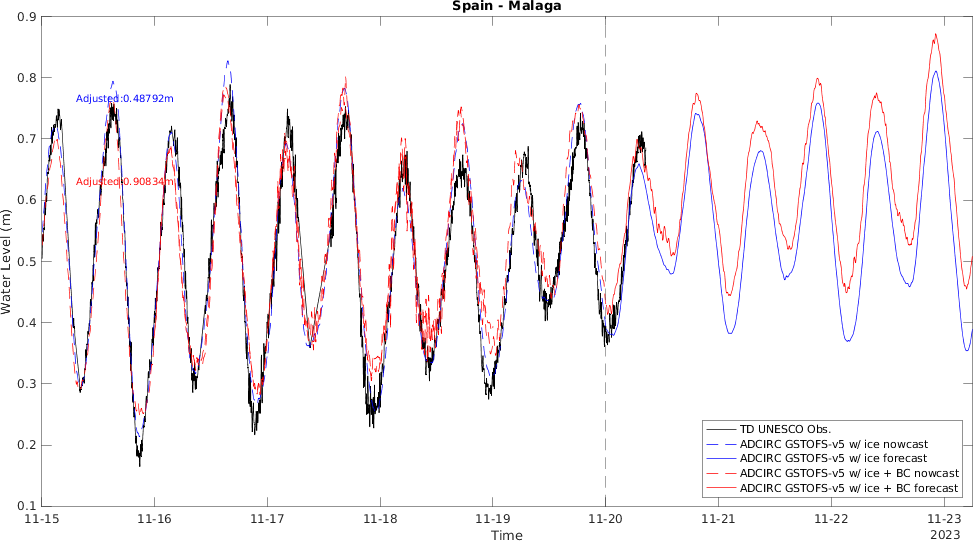 Spain - Malaga
0.9
0.8
0.7
0.6
0.5
0.4
0.3
0.2
0.1
Water Level (m)
Adjusted:0.48792m
Adjusted:0.90834m
TD UNESCO Obs.
ADCIRC GSTOFS-v5 w/ ice nowcast
ADCIRC GSTOFS-v5 w/ ice forecast
ADCIRC GSTOFS-v5 w/ ice + BC nowcast
ADCIRC GSTOFS-v5 w/ ice + BC forecast
11-15 11-16 11-17 11-18 11-19 11-20 11-21 11-22 11-23
Time
2023